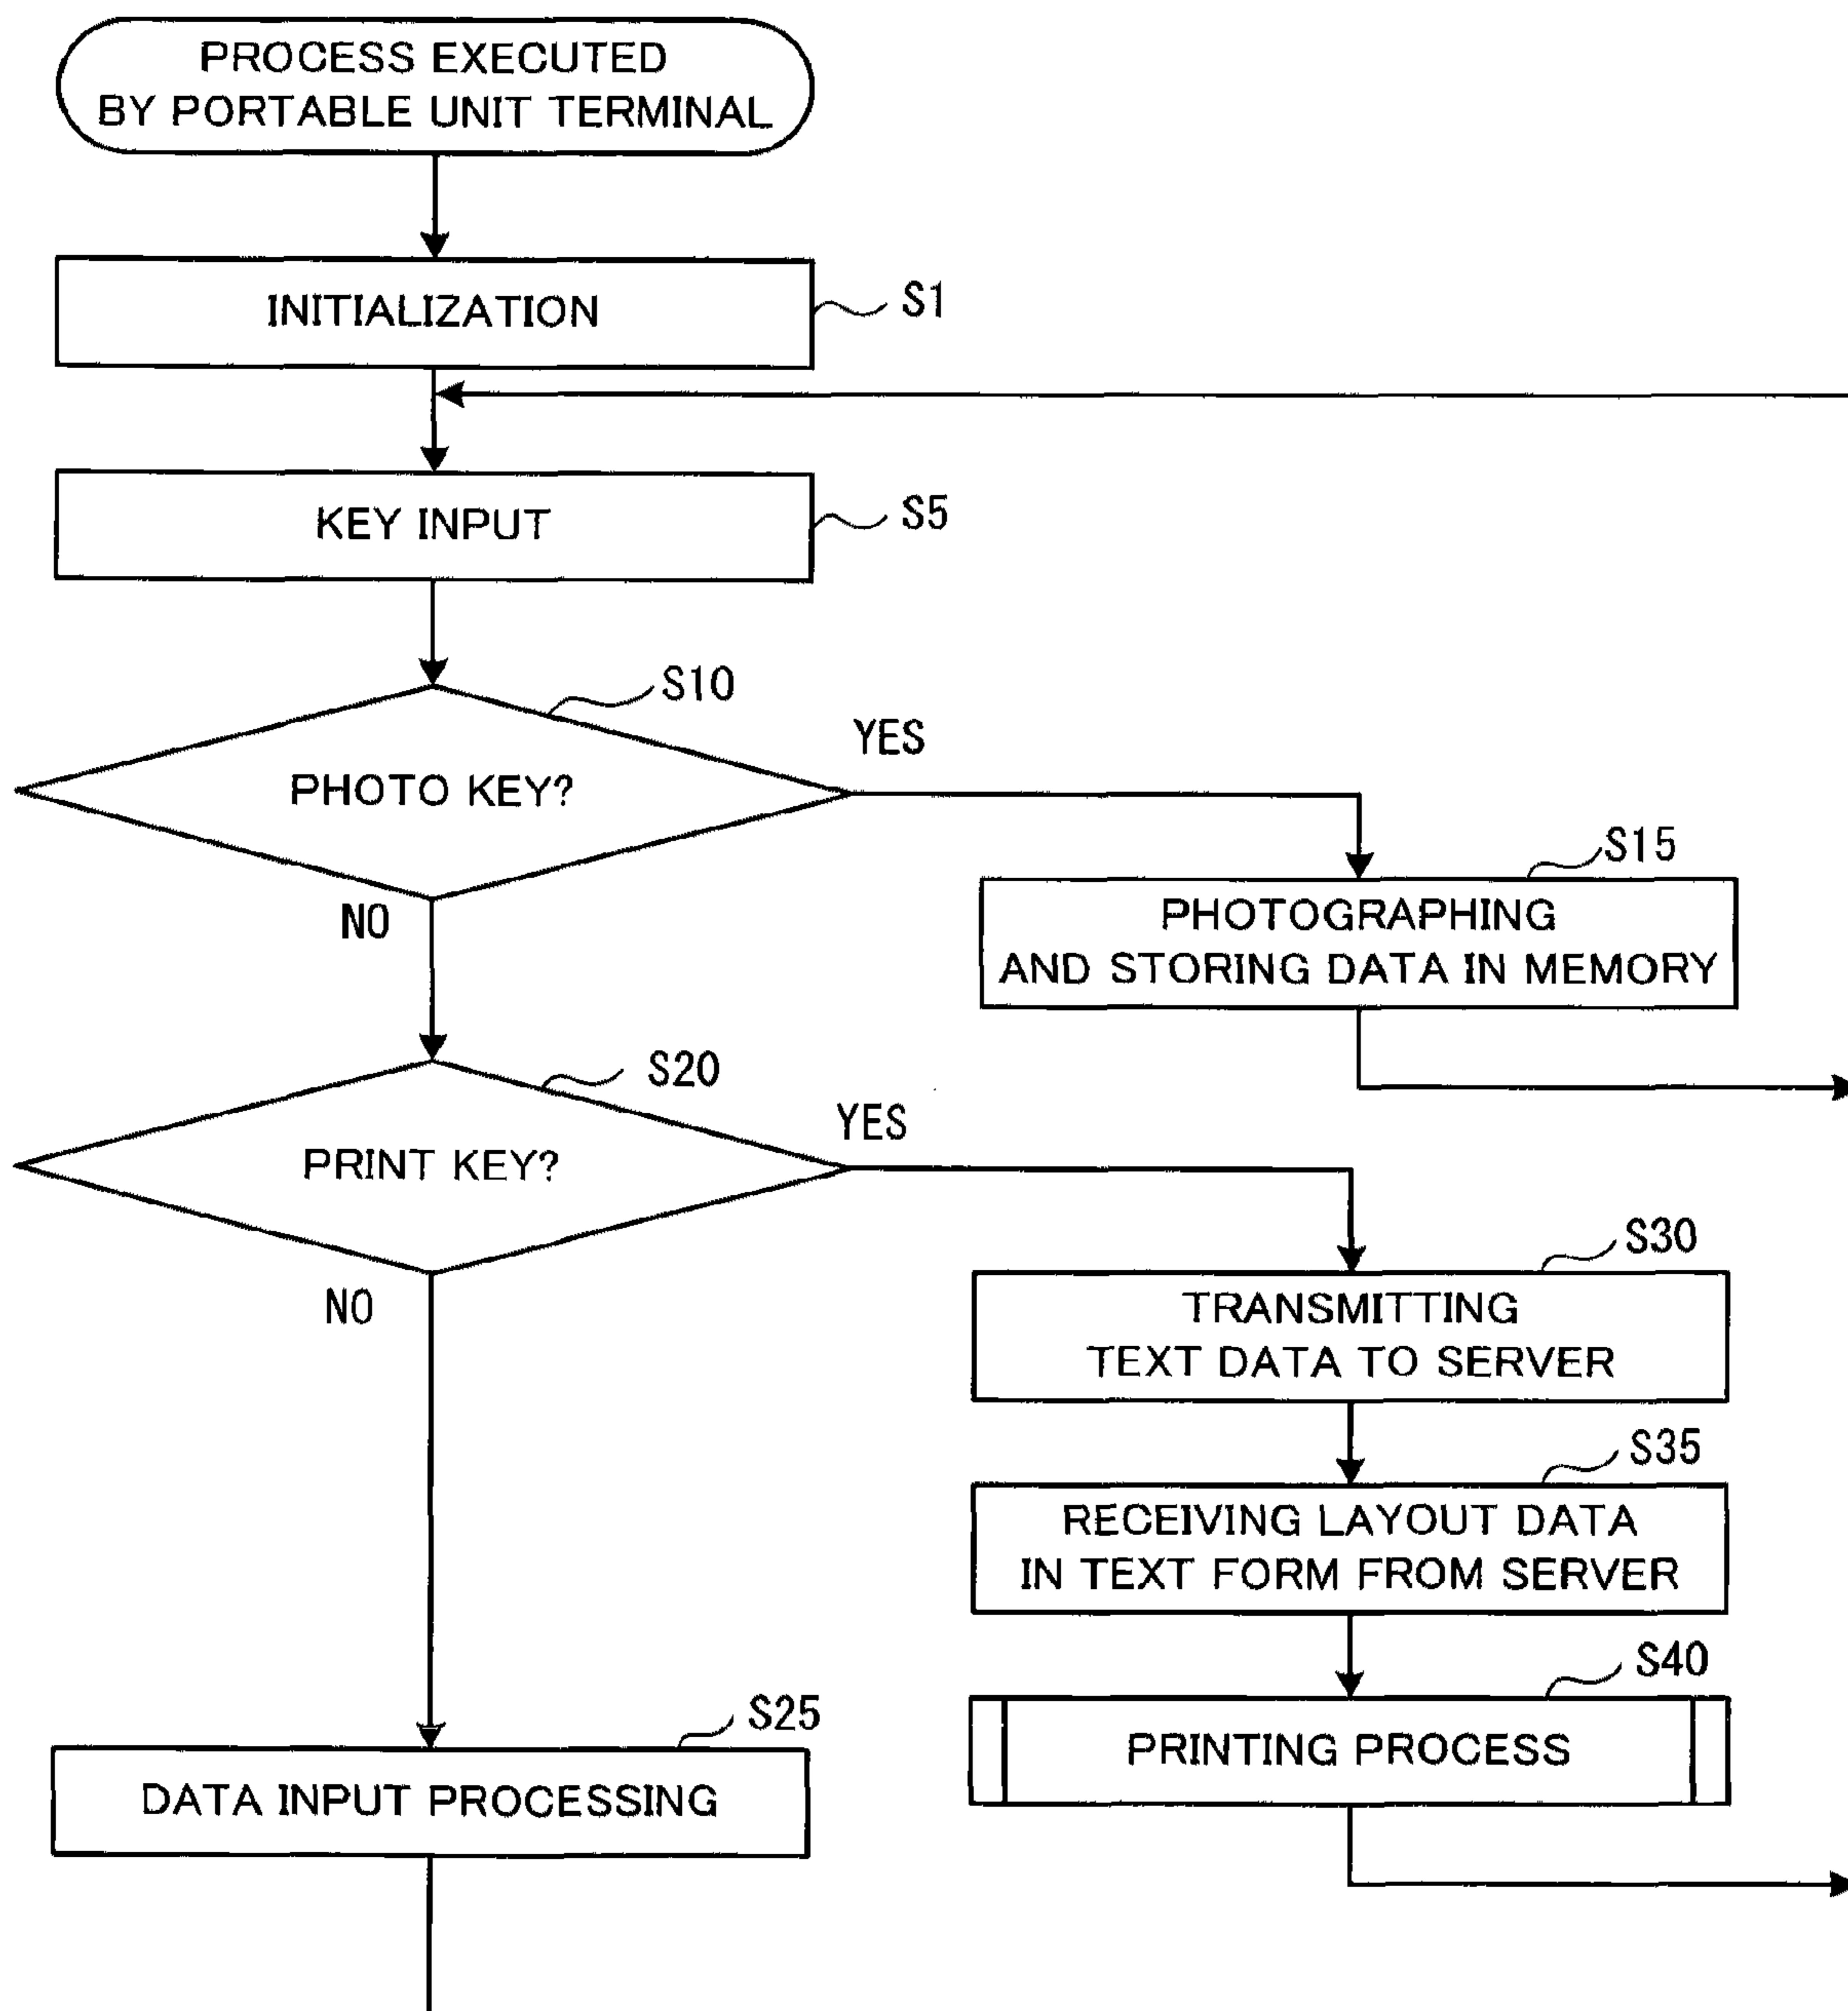 PROCESS EXECUTED
BY PORTABLE UNIT TERMINAL
INITIALIZATION
S1
KEY INPUT
S5
S10
PHOTO KEY?
YES
NO
S15
PHOTOGRAPHING
AND STORING DATA IN MEMORY
S20
PRINT KEY?
YES
NO
S30
TRANSMITTING
TEXT DATA TO SERVER
S35
RECEIVING LAYOUT DATA
IN TEXT FORM FROM SERVER
S40
PRINTING PROCESS
S25
DATA INPUT PROCESSING